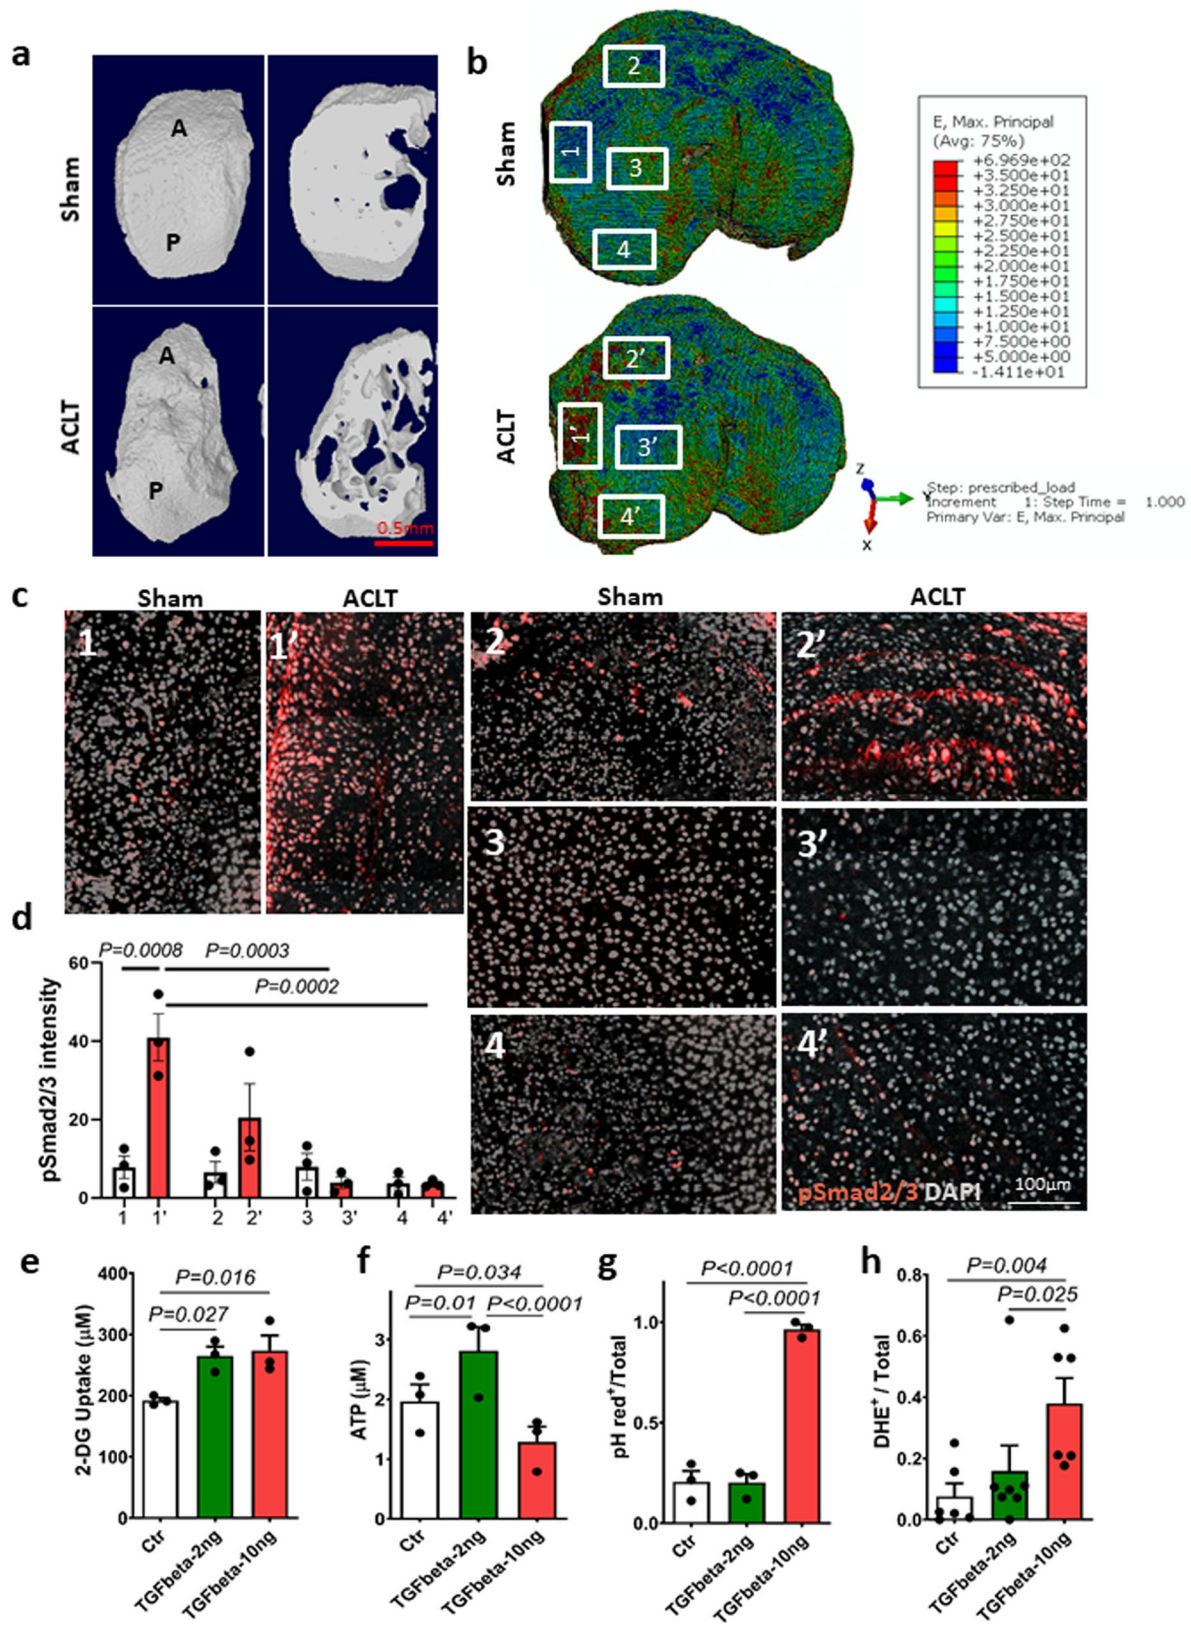 a
Sham
ACLT
A
P
A
P
0.5mm
b
Sham
ACLT
2
1
3
4
2'
1'
3'
4'
E, Max. Principal
(Avg: 75%)
+6.969e+02
+3.500e+01
+3.250e+01
+3.000e+01
+2.750e+01
+2.500e+01
+2.250e+01
+2.000e+01
+1.750e+01
+1.500e+01
+1.250e+01
+1.000e+01
+7.500e+00
+5.000e+00
-1.411e+01
Z
Y
X
Step: prescribed_load
Increment 1: Step Time = 1.000
Primary Var: E, Max. Principal
c
Sham ACLT Sham ACLT
1 1' 2 2'
3 3'
4 4'
pSmad2/3 DAPI
100µm
d
P=0.0008 P=0.0003
P=0.0002
pSmad2/3 intensity
60
40
20
0
1 1' 2 2' 3 3' 4 4'
e
P=0.016
P=0.027
2-DG Uptake (µM)
400
300
200
100
0
Ctr
TGFbeta-2ng
TGFbeta-10ng
f
P=0.034
P=0.01 P<0.0001
ATP (µM)
3
2
1
0
Ctr
TGFbeta-2ng
TGFbeta-10ng
g
P<0.0001
P<0.0001
pH red⁺/Total
1.0
0.5
0.0
Ctr
TGFbeta-2ng
TGFbeta-10ng
h
P=0.004
P=0.025
DHE⁺/ Total
0.8
0.6
0.4
0.2
0.0
Ctr
TGFbeta-2ng
TGFbeta-10ng